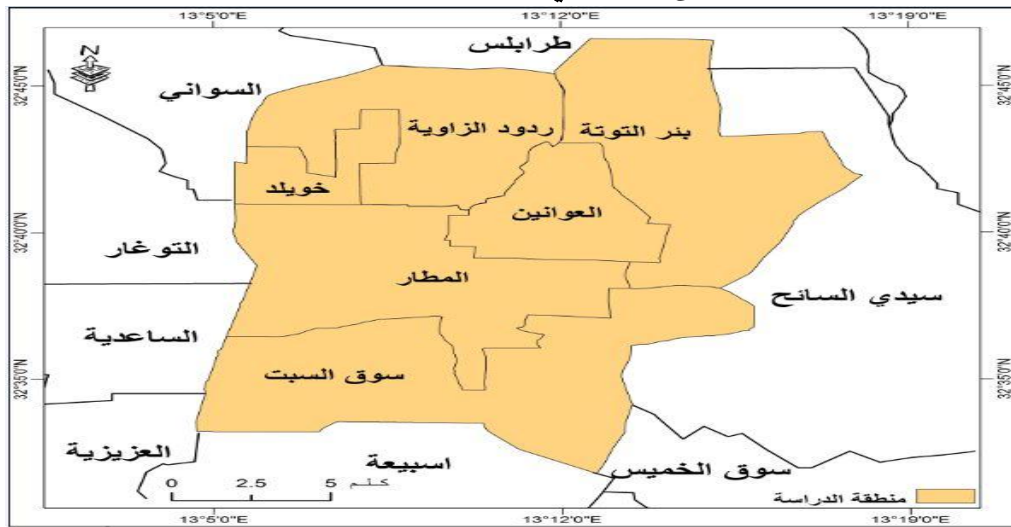 13°5'0"E 13°12'0"E 13°19'0"E
طرابلس
N
32°45'0"N 32°45'0"N
السواني
ردود الزاوية
بئر التوتة
خويلد
العوانين
32°40'0"N 32°40'0"N
التوغار
المطار
سيدي السائح
الساعدية
32°35'0"N 32°35'0"N
سوق السبت
العزيزية
اسبيعة
سوق الخميس
0 2.5 5 كلم
منطقة الدراسة
13°5'0"E 13°12'0"E 13°19'0"E